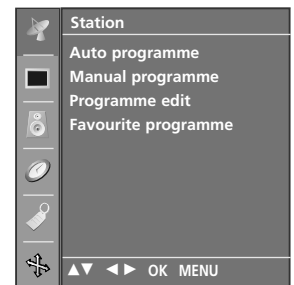 Station
Auto programme
Manual programme
Programme edit
Favourite programme
▲▼ ◀▶ OK MENU